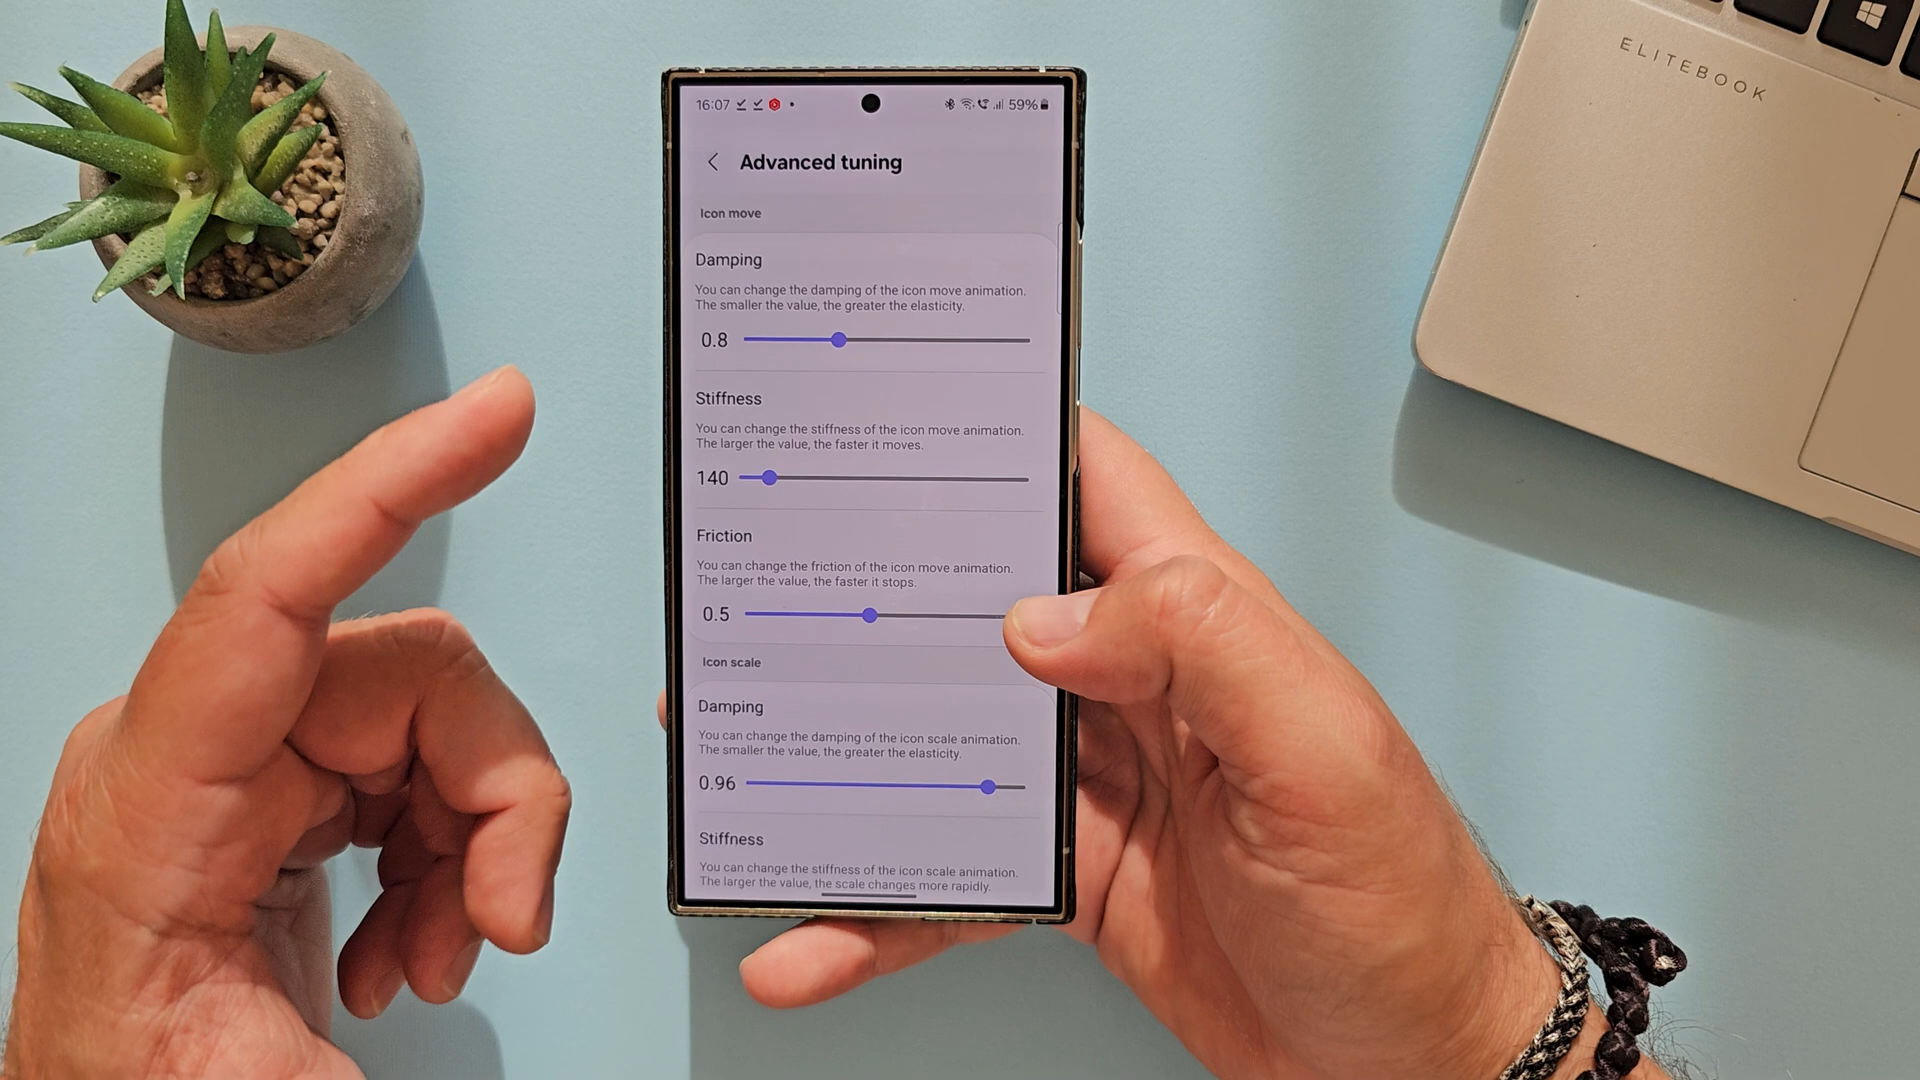 16:07
59%
Advanced tuning
Icon move
Damping
You can change the damping of the icon move animation.
The smaller the value, the greater the elasticity.
0.8
Stiffness
You can change the stiffness of the icon move animation.
The larger the value, the faster it moves.
140
Friction
You can change the friction of the icon move animation.
The larger the value, the faster it stops.
0.5
Icon scale
Damping
You can change the damping of the icon scale animation.
The smaller the value, the greater the elasticity.
0.96
Stiffness
You can change the stiffness of the icon scale animation.
The larger the value, the scale changes more rapidly.
ELITEBOOK